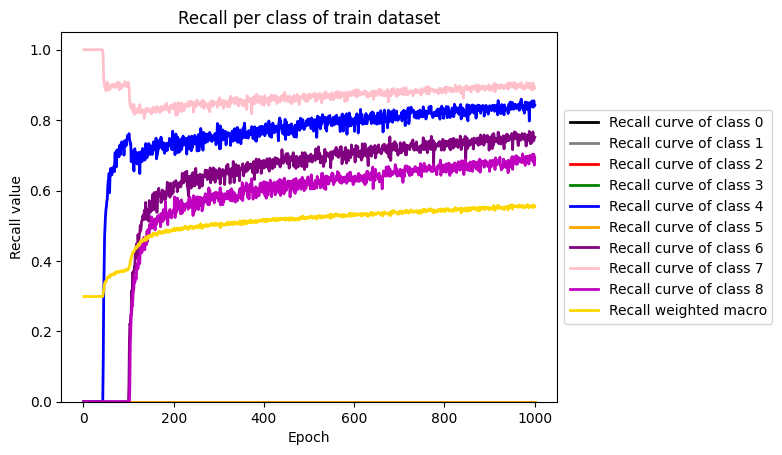 Recall per class of train dataset
Recall value
1.0
0.8
0.6
0.4
0.2
0.0
0
200
400
600
800
1000
Epoch
Recall curve of class 0
Recall curve of class 1
Recall curve of class 2
Recall curve of class 3
Recall curve of class 4
Recall curve of class 5
Recall curve of class 6
Recall curve of class 7
Recall curve of class 8
Recall weighted macro